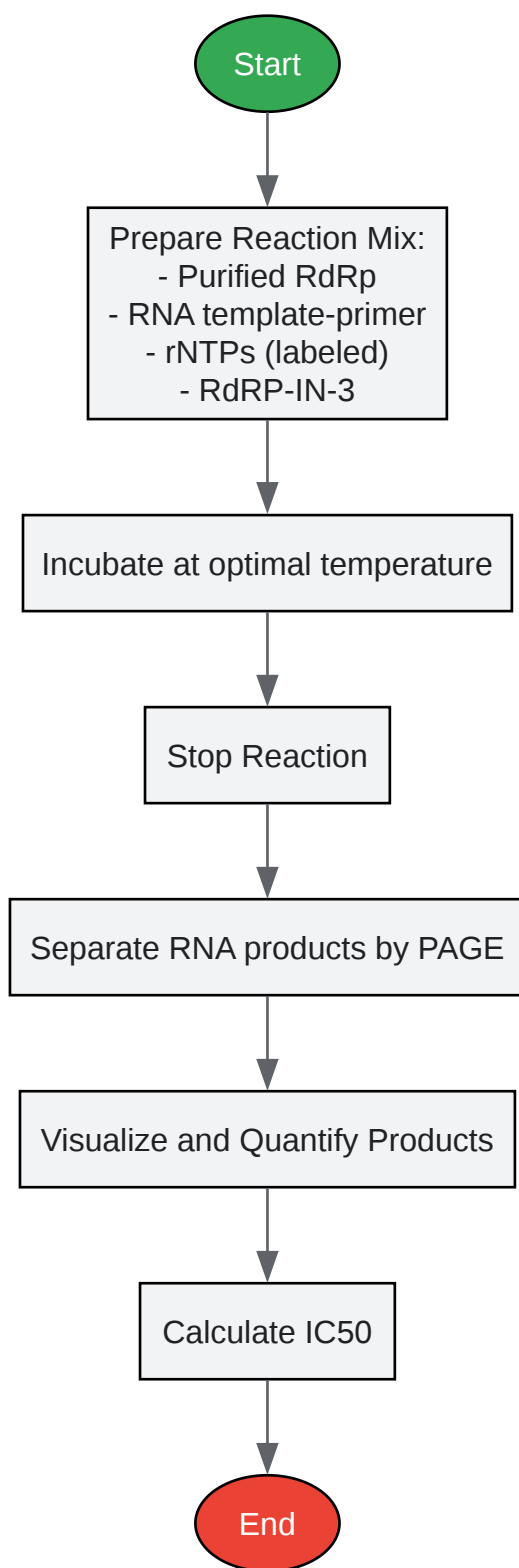 Start
Prepare Reaction Mix:
- Purified RdRp
- RNA template-primer
- rNTPs (labeled)
- RdRP-IN-3
Incubate at optimal temperature
Stop Reaction
Separate RNA products by PAGE
Visualize and Quantify Products
Calculate IC50
End